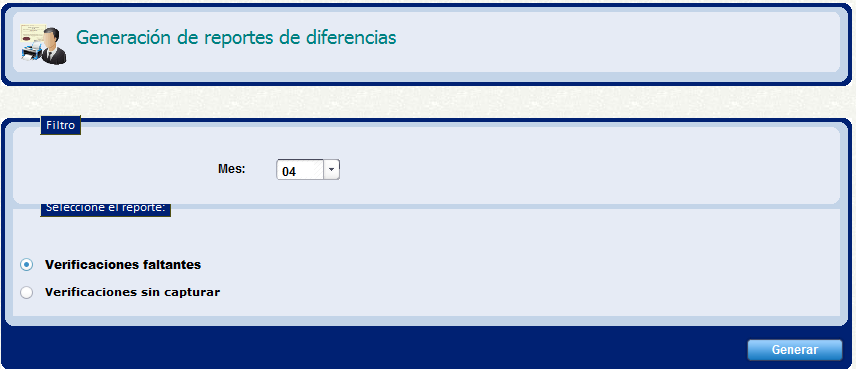 Generación de reportes de diferencias
Filtro
Mes:
04
Seleccione el reporte:
Verificaciones faltantes
Verificaciones sin capturar
Generar